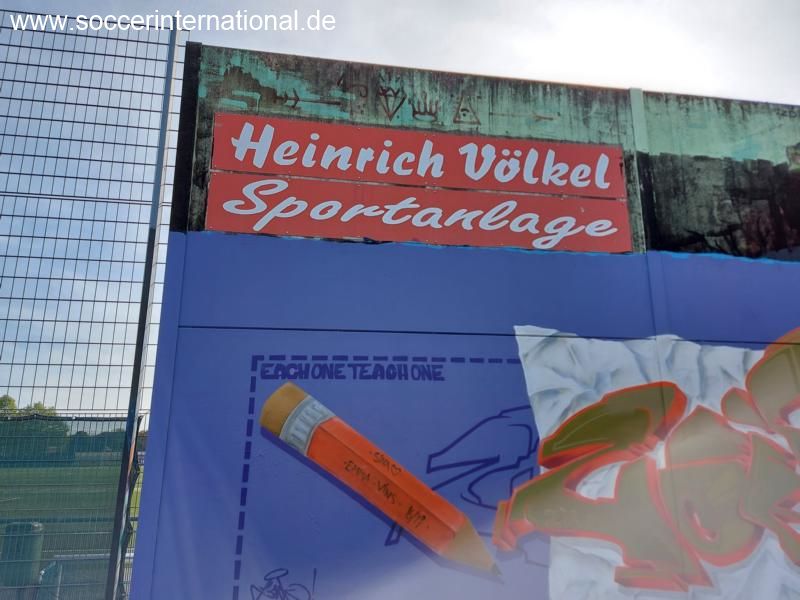 www.soccerinternational.de
Heinrich Völkel
Sportanlage
EACH ONE TEACH ONE